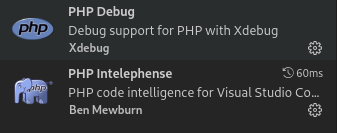 php
PHP Debug
Debug support for PHP with Xdebug
Xdebug
php
PHP Intelephense
60ms
PHP code intelligence for Visual Studio Co...
Ben Mewburn